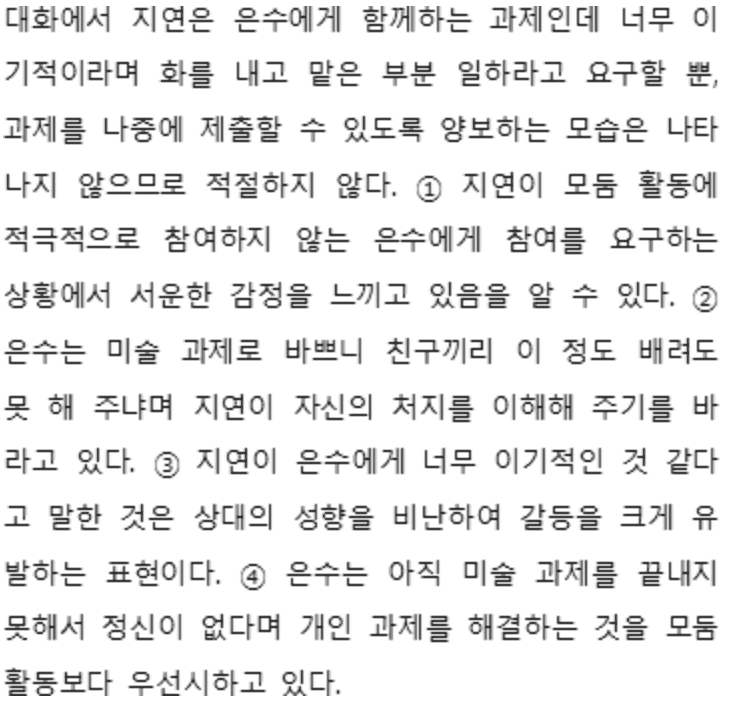 대화에서 지연은 은수에게 함께하는 과제인데 너무 이
기적이라며 화를 내고 맡은 부분 일하라고 요구할 뿐,
과제를 나중에 제출할 수 있도록 양보하는 모습은 나타
나지 않으므로 적절하지 않다. ① 지연이 모둠 활동에
적극적으로 참여하지 않는 은수에게 참여를 요구하는
상황에서 서운한 감정을 느끼고 있음을 알 수 있다. ②
은수는 미술 과제로 바쁘니 친구끼리 이 정도 배려도
못 해 주냐며 지연이 자신의 처지를 이해해 주기를 바
라고 있다. ③ 지연이 은수에게 너무 이기적인 것 같다
고 말한 것은 상대의 성향을 비난하여 갈등을 크게 유
발하는 표현이다. ④ 은수는 아직 미술 과제를 끝내지
못해서 정신이 없다며 개인 과제를 해결하는 것을 모둠
활동보다 우선시하고 있다.